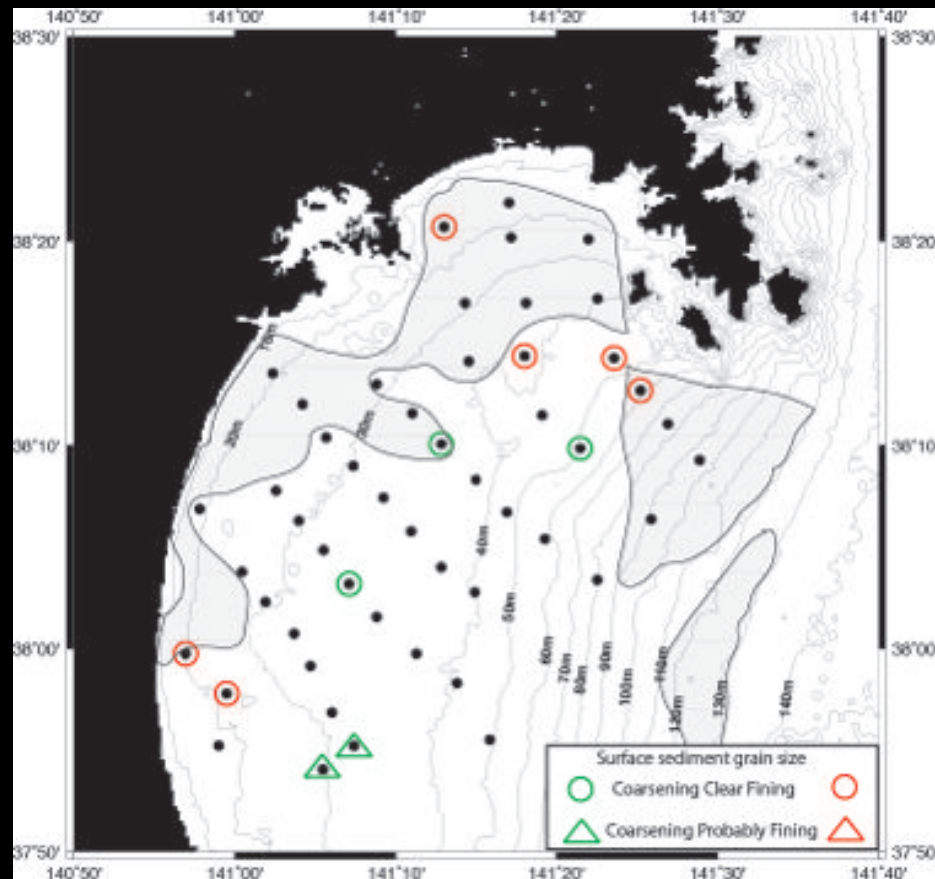 140˚50' 141˚00' 141˚10' 141˚20' 141˚30' 141˚40'
38˚30' 38˚30'
38˚20' 38˚20'
10m
20m 30m
38˚10' 38˚10'
40m
50m
38˚00' 38˚00'
60m 70m 80m 90m 100m 110m 120m 130m 140m
Surface sediment grain size
Coarsening Clear Fining
Coarsening Probably Fining
37˚50' 37˚50'
140˚50' 141˚00' 141˚10' 141˚20' 141˚30' 141˚40'